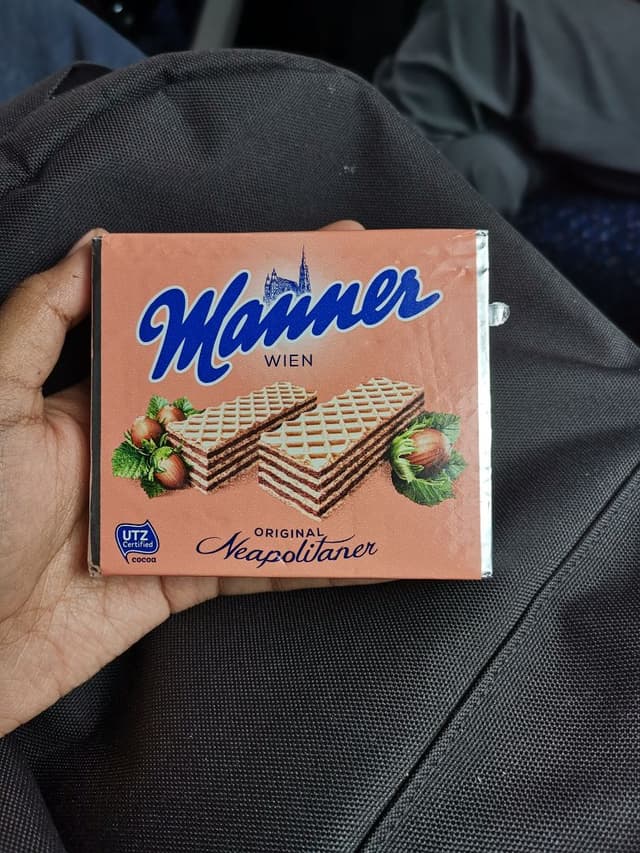 Manner
WIEN
UTZ
Certified
cocoa
ORIGINAL
Neapolitaner